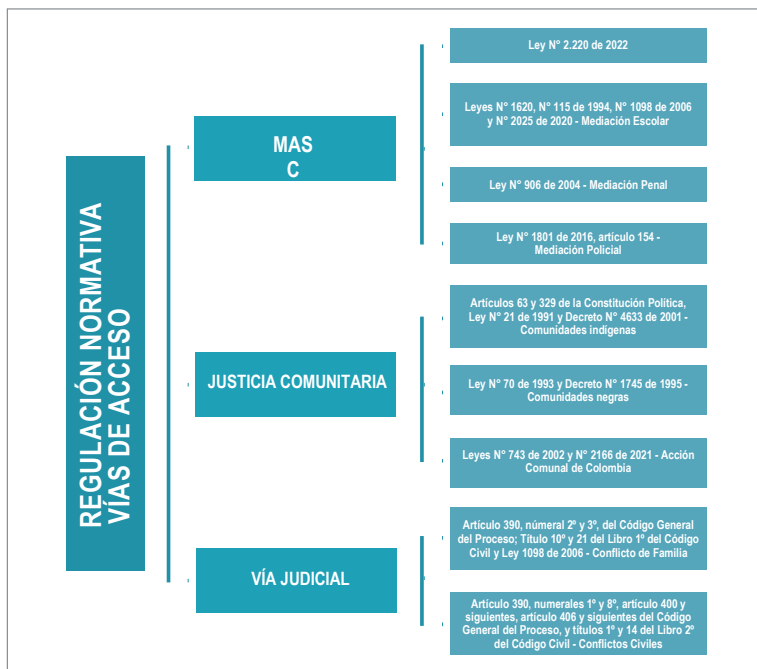 REGULACIÓN NORMATIVA
VÍAS DE ACCESO
MAS
C
Ley N° 2.220 de 2022
Leyes N° 1620, N° 115 de 1994, N° 1098 de 2006
y N° 2025 de 2020 - Mediación Escolar
Ley N° 906 de 2004 - Mediación Penal
Ley N° 1801 de 2016, artículo 154 -
Mediación Policial
JUSTICIA COMUNITARIA
Artículos 63 y 329 de la Constitución Política,
Ley N° 21 de 1991 y Decreto N° 4633 de 2001 -
Comunidades indígenas
Ley N° 70 de 1993 y Decreto N° 1745 de 1995 -
Comunidades negras
Leyes N° 743 de 2002 y N° 2166 de 2021 - Acción
Comunal de Colombia
VÍA JUDICIAL
Artículo 390, númeral 2º y 3º, del Código General
del Proceso; Título 10º y 21 del Libro 1º del Código
Civil y Ley 1098 de 2006 - Conflicto de Familia
Artículo 390, numerales 1º y 8º, artículo 400 y
siguientes, artículo 406 y siguientes del Código
General del Proceso, y títulos 1º y 14 del Libro 2º
del Código Civil - Conflictos Civiles